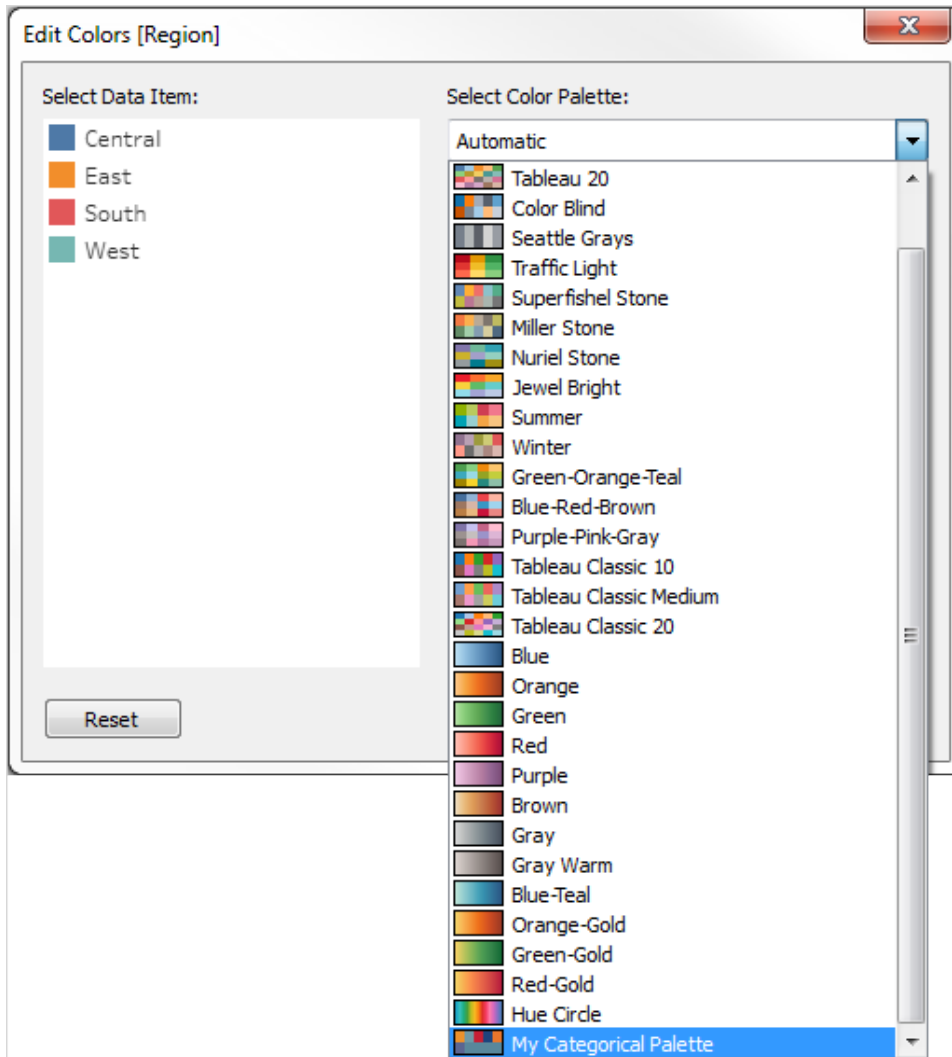 Edit Colors [Region]
Select Data Item:
Central
East
South
West
Reset
Select Color Palette:
Automatic
Tableau 20
Color Blind
Seattle Grays
Traffic Light
Superfishel Stone
Miller Stone
Nuriel Stone
Jewel Bright
Summer
Winter
Green-Orange-Teal
Blue-Red-Brown
Purple-Pink-Gray
Tableau Classic 10
Tableau Classic Medium
Tableau Classic 20
Blue
Orange
Green
Red
Purple
Brown
Gray
Gray Warm
Blue-Teal
Orange-Gold
Green-Gold
Red-Gold
Hue Circle
My Categorical Palette